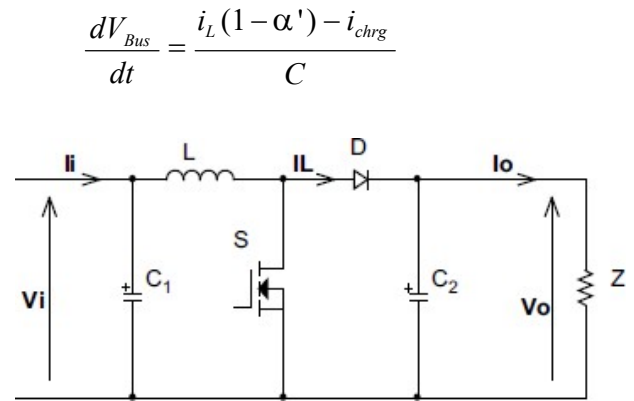 dV_Bus/dt = (i_L (1 − α') − i_chrg)/C
Ii L IL D Io
S
C1 C2 Z
Vi Vo